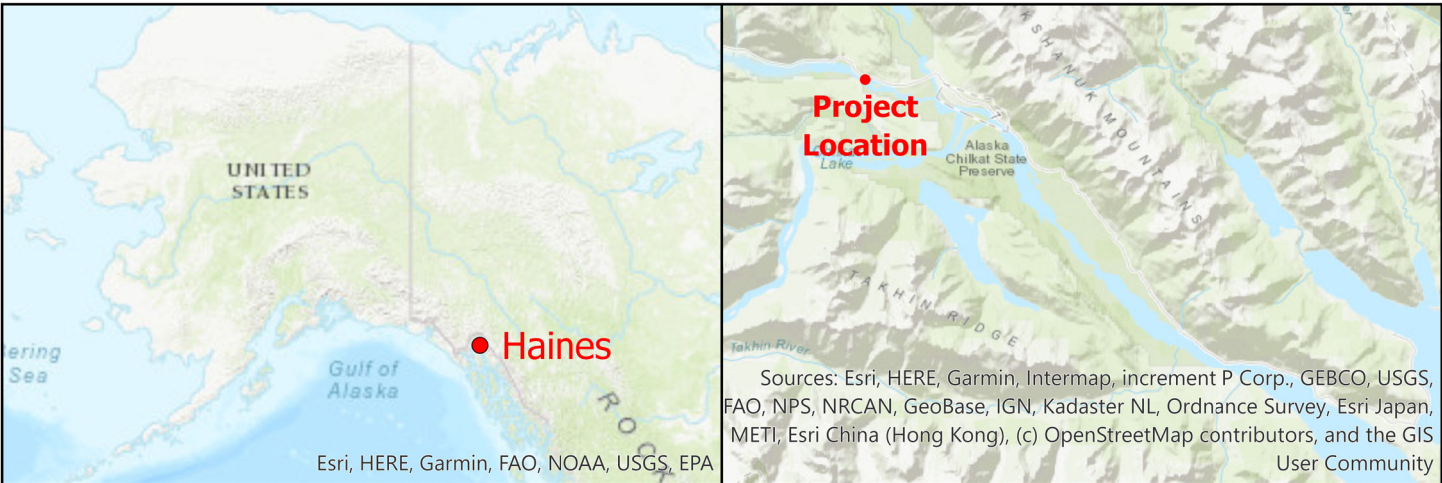 UNITED
STATES
ering
Sea
Gulf of
Alaska
Haines
ROCK
Esri, HERE, Garmin, FAO, NOAA, USGS, EPA
AKSHANUK MOUNTAINS
Project
Location
Lake
Alaska
Chilkat State
Preserve
TAKHIN RIDGE
Takhin River
Sources: Esri, HERE, Garmin, Intermap, increment P Corp., GEBCO, USGS,
FAO, NPS, NRCAN, GeoBase, IGN, Kadaster NL, Ordnance Survey, Esri Japan,
METI, Esri China (Hong Kong), (c) OpenStreetMap contributors, and the GIS
User Community